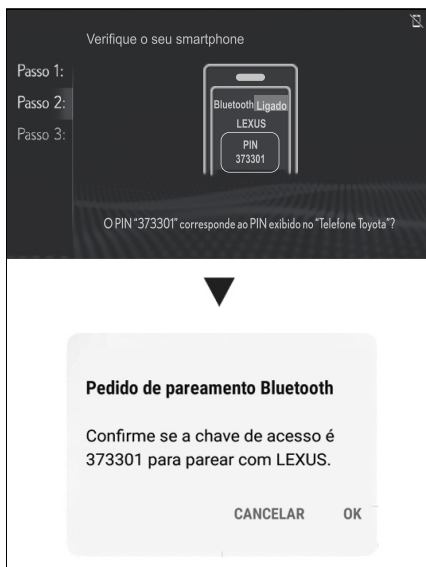 Verifique o seu smartphone
Passo 1:
Passo 2:
Passo 3:
Bluetooth Ligado
LEXUS
PIN
373301
O PIN “373301” corresponde ao PIN exibido no “Telefone Toyota”?
Pedido de pareamento Bluetooth
Confirme se a chave de acesso é
373301 para parear com LEXUS.
CANCELAR OK